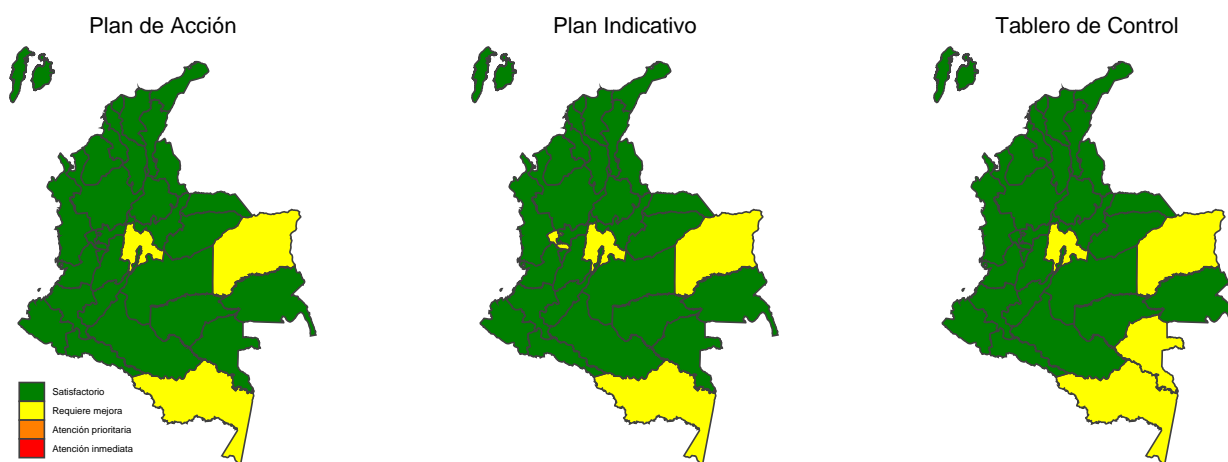 Plan de Acción
Plan Indicativo
Tablero de Control
Satisfactorio
Requiere mejora
Atención prioritaria
Atención inmediata